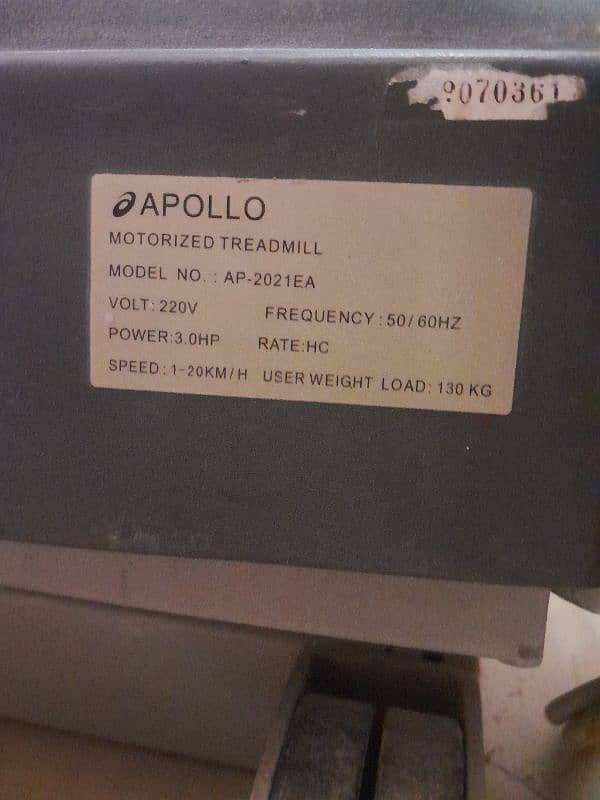 9070361
APOLLO
MOTORIZED TREADMILL
MODEL NO. : AP-2021EA
VOLT: 220V FREQUENCY : 50/60HZ
POWER:3.0HP RATE:HC
SPEED: 1-20KM/H USER WEIGHT LOAD: 130 KG